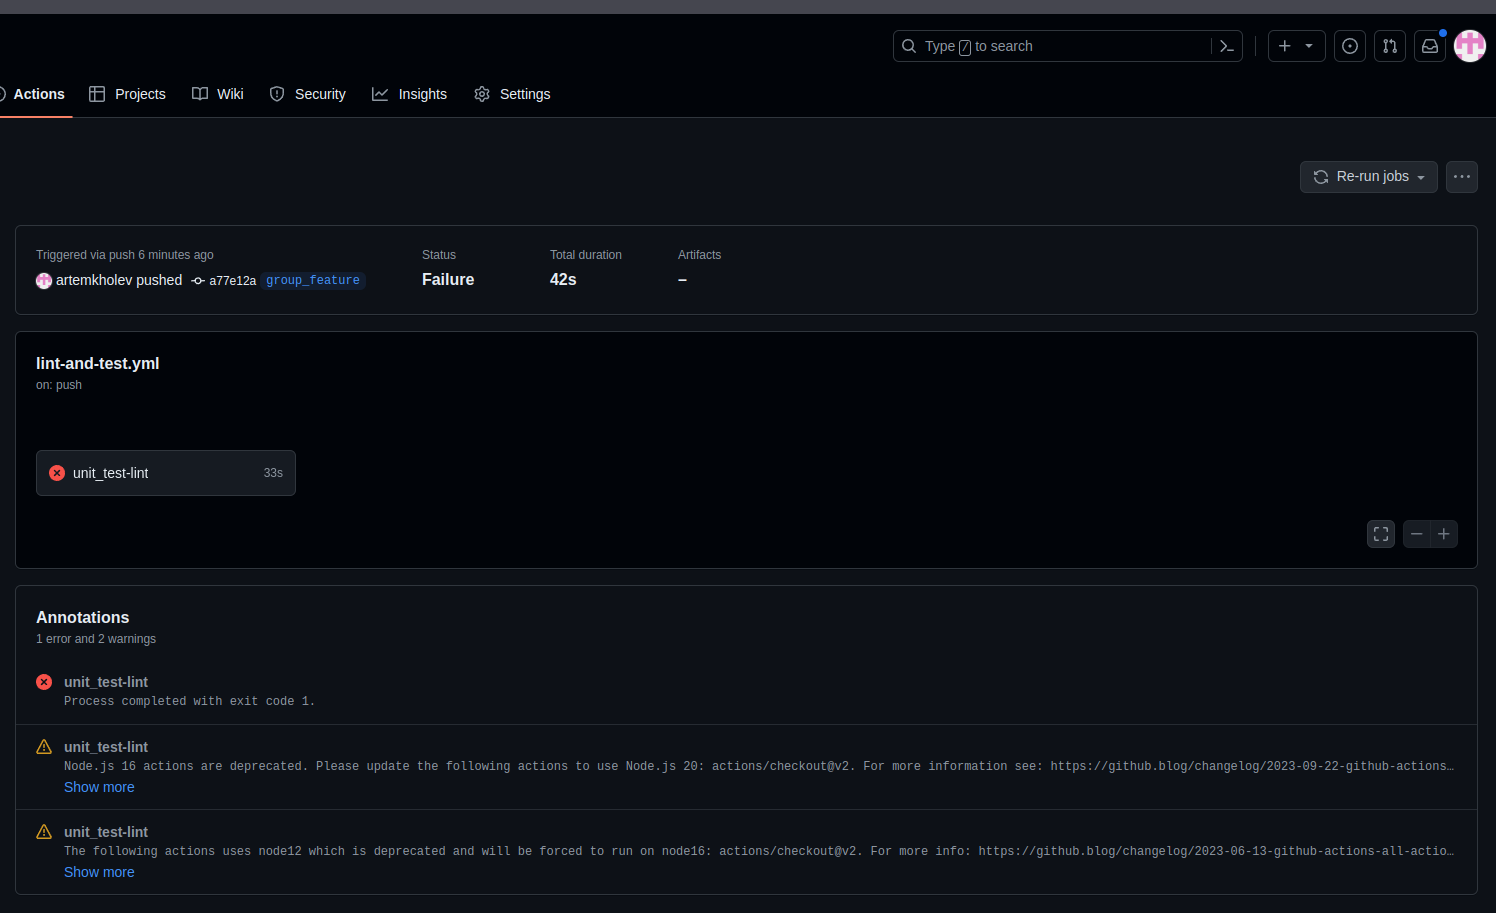 Type / to search
Actions Projects Wiki Security Insights Settings
Re-run jobs
Triggered via push 6 minutes ago Status Total duration Artifacts
artemkholev pushed a77e12a group_feature Failure 42s –
lint-and-test.yml
on: push
unit_test-lint 33s
Annotations
1 error and 2 warnings
unit_test-lint
Process completed with exit code 1.
unit_test-lint
Node.js 16 actions are deprecated. Please update the following actions to use Node.js 20: actions/checkout@v2. For more information see: https://github.blog/changelog/2023-09-22-github-actions…
Show more
unit_test-lint
The following actions uses node12 which is deprecated and will be forced to run on node16: actions/checkout@v2. For more info: https://github.blog/changelog/2023-06-13-github-actions-all-actio…
Show more